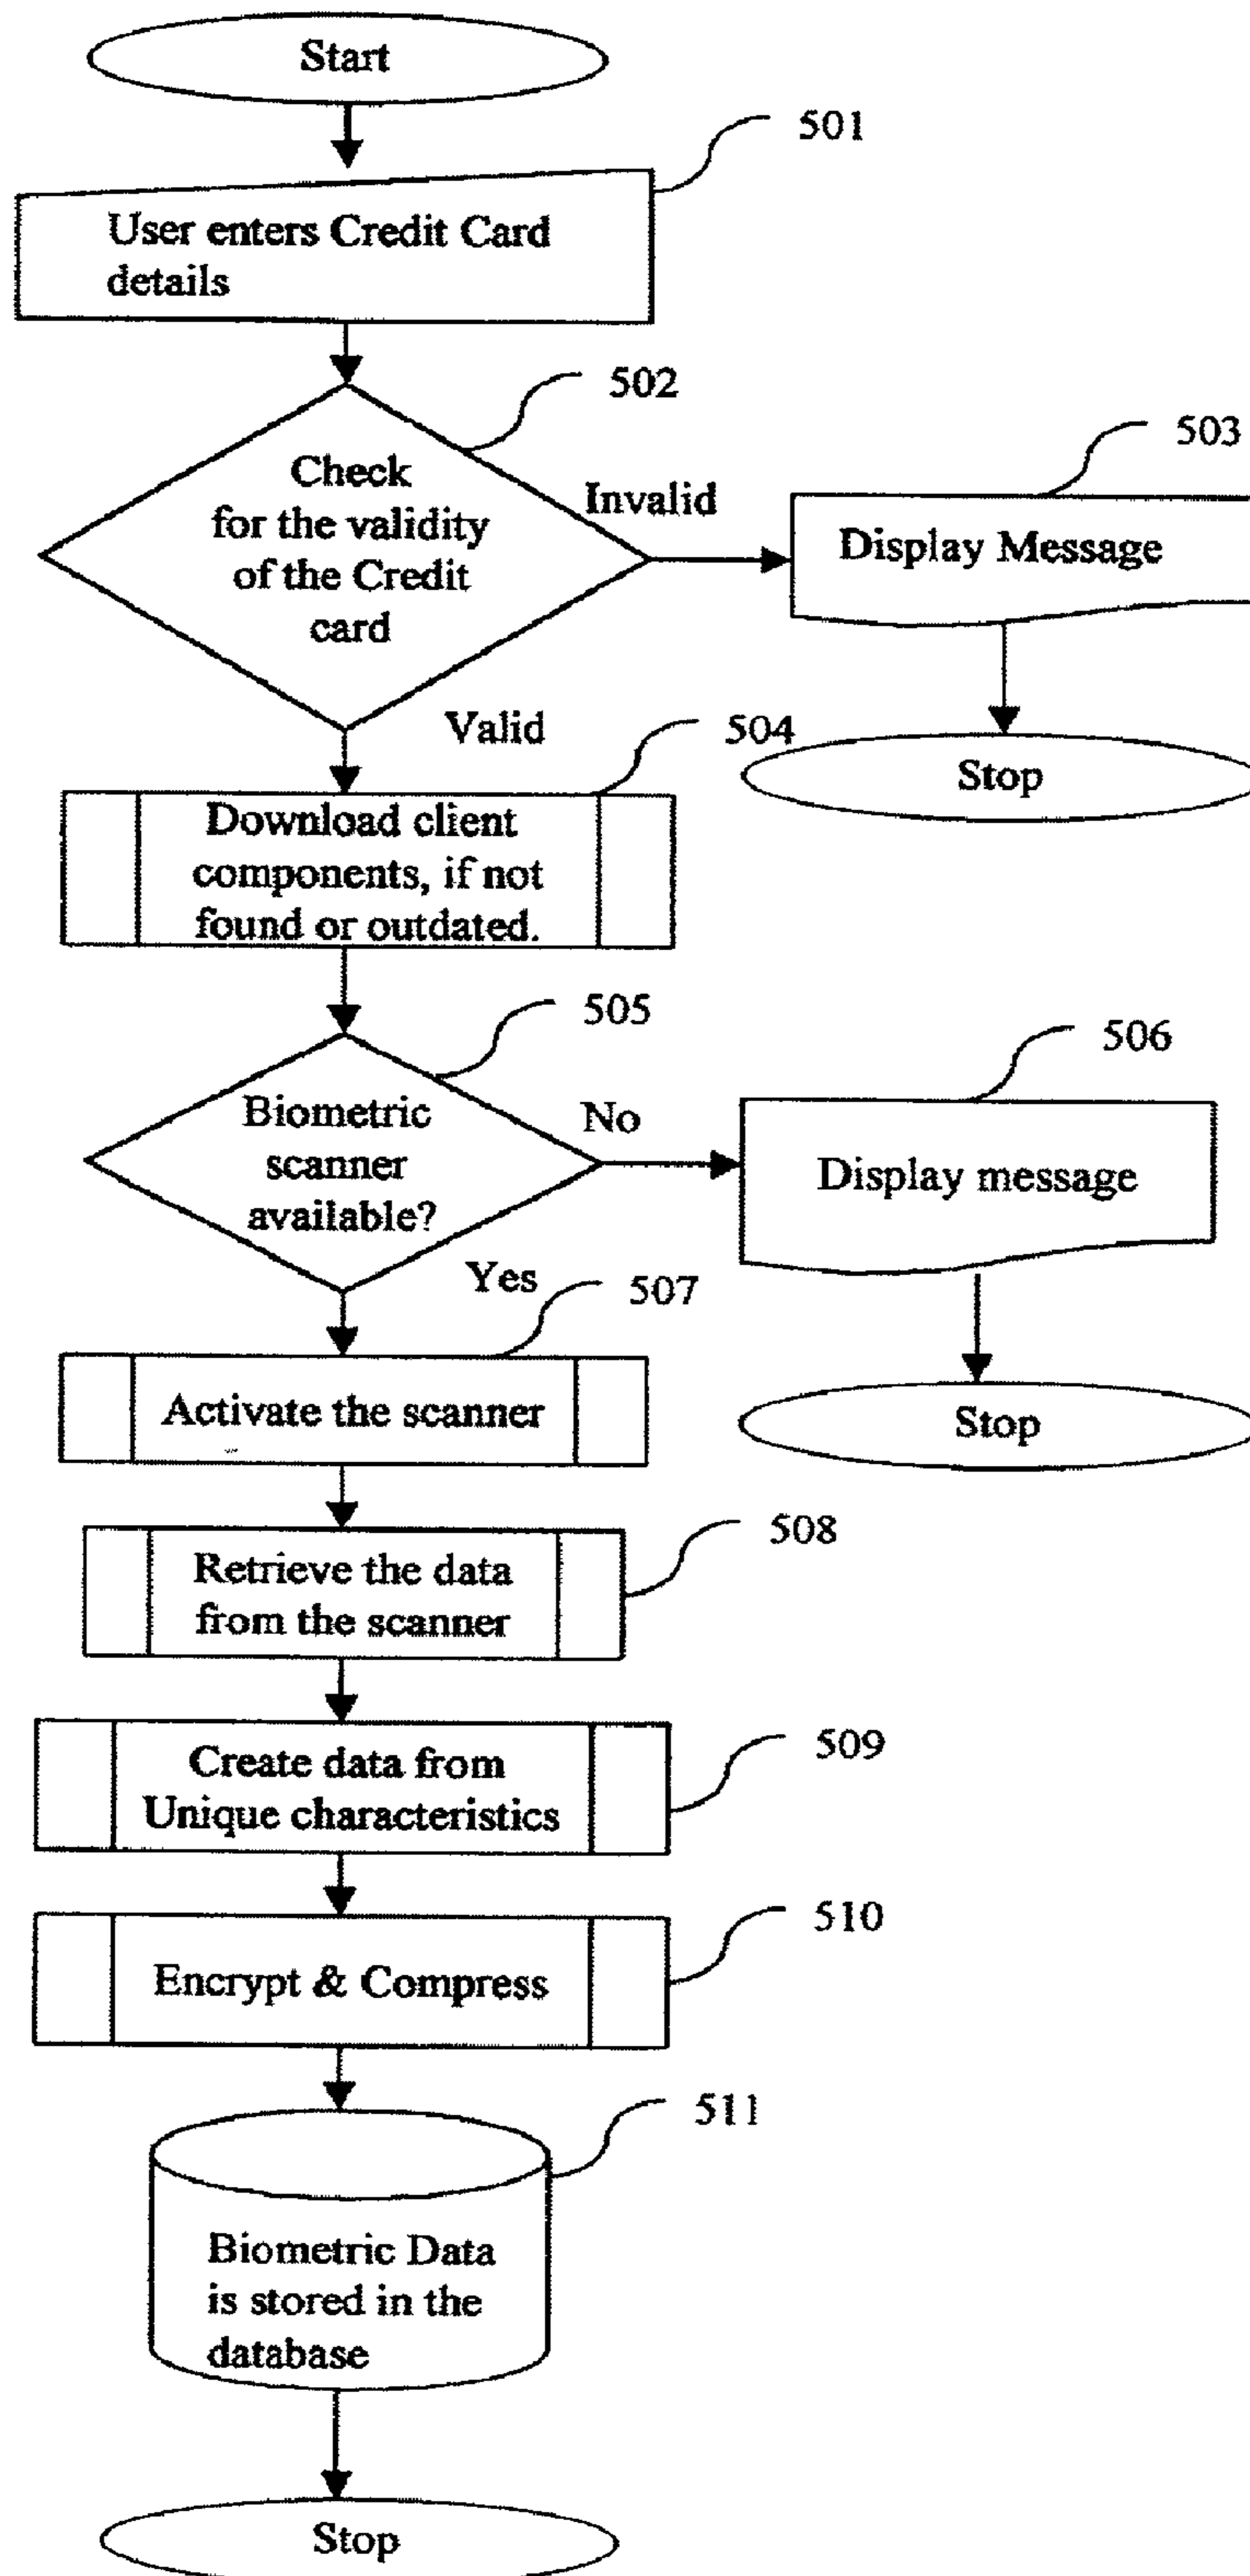 Start
501
User enters Credit Card
details
502
Check
for the validity
of the Credit
card
Invalid
503
Display Message
Stop
Valid
504
Download client
components, if not
found or outdated.
505
Biometric
scanner
available?
No
506
Display message
Stop
Yes
507
Activate the scanner
508
Retrieve the data
from the scanner
509
Create data from
Unique characteristics
510
Encrypt & Compress
511
Biometric Data
is stored in the
database
Stop